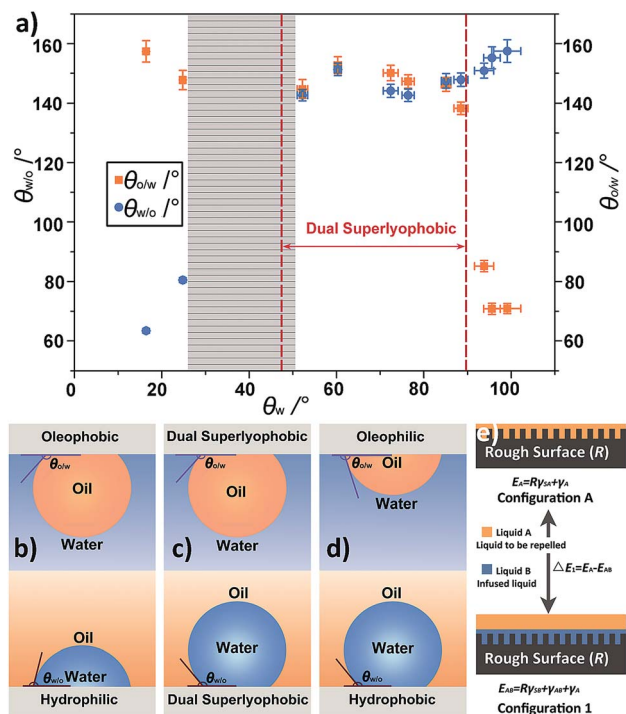 a)
160
140
120
100
80
60
θw/o /°
160
140
120
100
80
60
θo/w /°
θo/w /°
θw/o /°
Dual Superlyophobic
0 20 40 60 80 100
θw /°
Oleophobic
θo/w
Oil
b)
Water
Oil
Water
θw/o
Hydrophilic
Dual Superlyophobic
θo/w
Oil
c)
Water
Oil
Water
θw/o
Dual Superlyophobic
Oleophilic
θo/w
Oil
d)
Water
Oil
Water
θw/o
Hydrophobic
e)
Rough Surface (R)
EA=RγSA+γA
Configuration A
Liquid A
Liquid to be repelled
Liquid B
Infused liquid
△E1=EA-EAB
Rough Surface (R)
EAB=RγSB+γAB+γA
Configuration 1